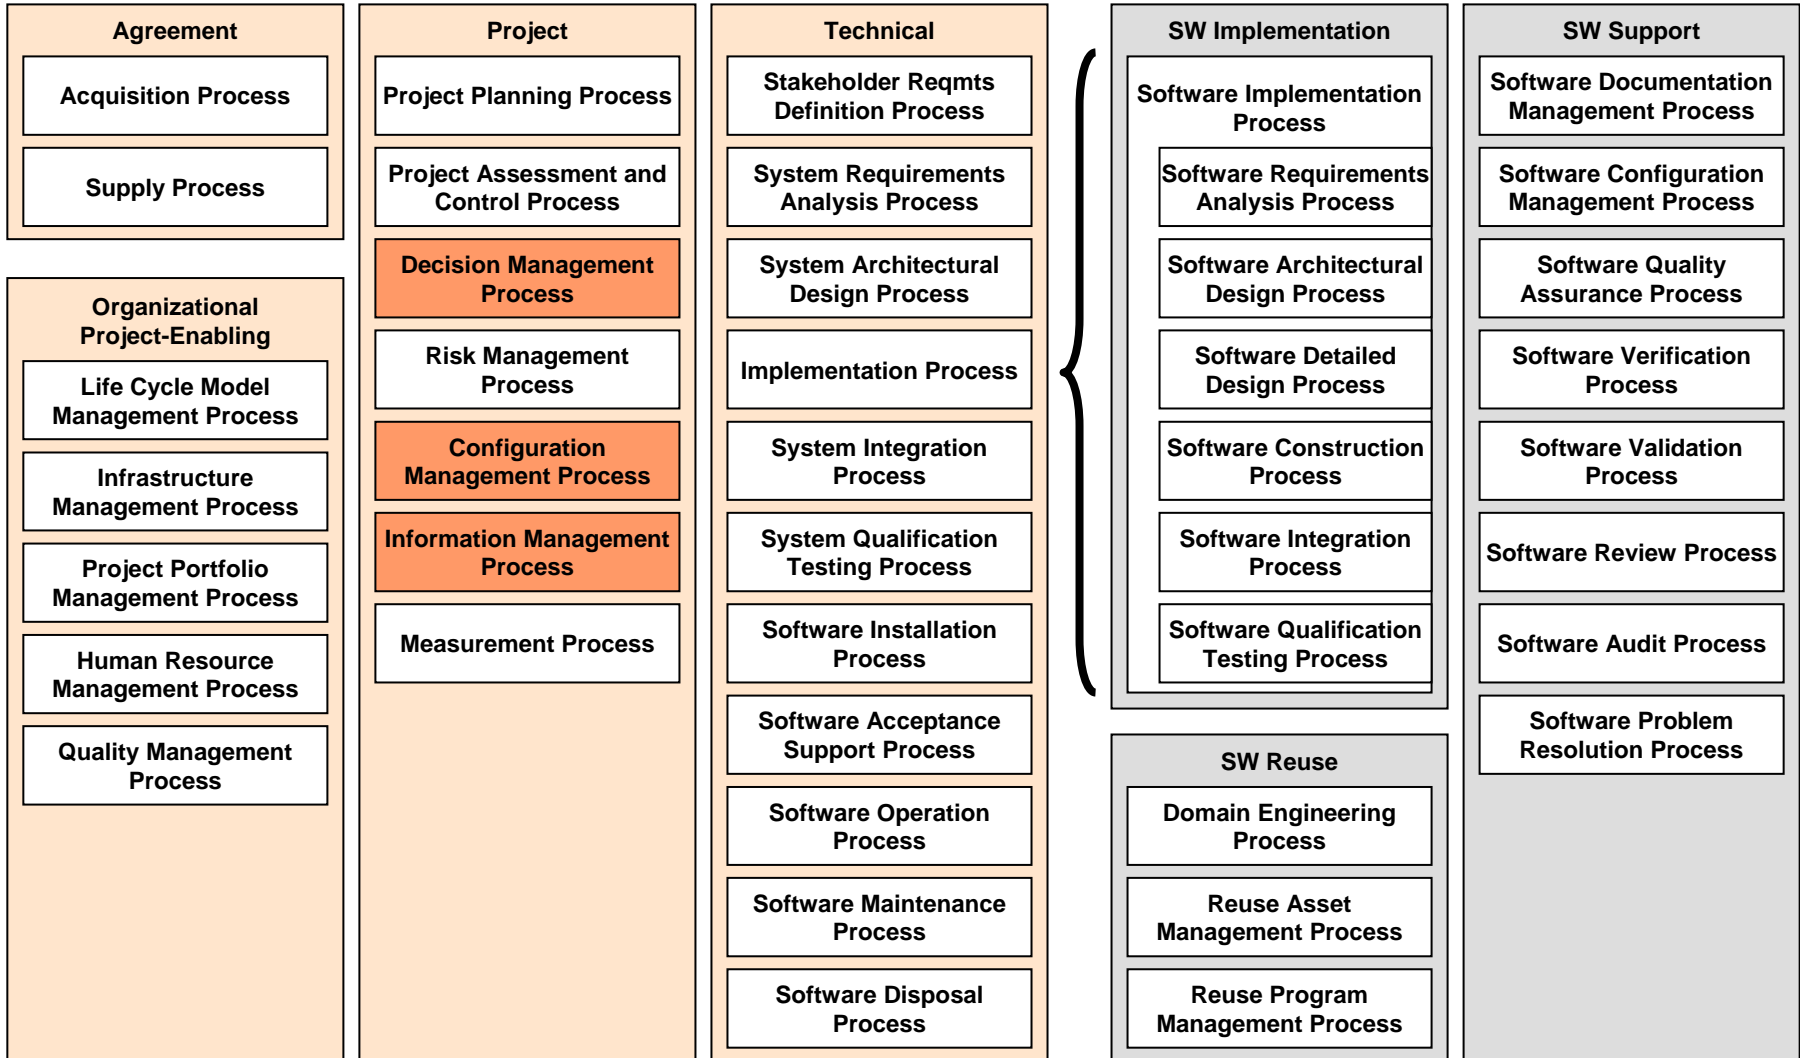 Agreement
Acquisition Process
Supply Process
Organizational
Project-Enabling
Life Cycle Model
Management Process
Infrastructure
Management Process
Project Portfolio
Management Process
Human Resource
Management Process
Quality Management
Process
Project
Project Planning Process
Project Assessment and
Control Process
Decision Management
Process
Risk Management
Process
Configuration
Management Process
Information Management
Process
Measurement Process
Technical
Stakeholder Reqmts
Definition Process
System Requirements
Analysis Process
System Architectural
Design Process
Implementation Process
System Integration
Process
System Qualification
Testing Process
Software Installation
Process
Software Acceptance
Support Process
Software Operation
Process
Software Maintenance
Process
Software Disposal
Process
SW Implementation
Software Implementation
Process
Software Requirements
Analysis Process
Software Architectural
Design Process
Software Detailed
Design Process
Software Construction
Process
Software Integration
Process
Software Qualification
Testing Process
SW Reuse
Domain Engineering
Process
Reuse Asset
Management Process
Reuse Program
Management Process
SW Support
Software Documentation
Management Process
Software Configuration
Management Process
Software Quality
Assurance Process
Software Verification
Process
Software Validation
Process
Software Review Process
Software Audit Process
Software Problem
Resolution Process